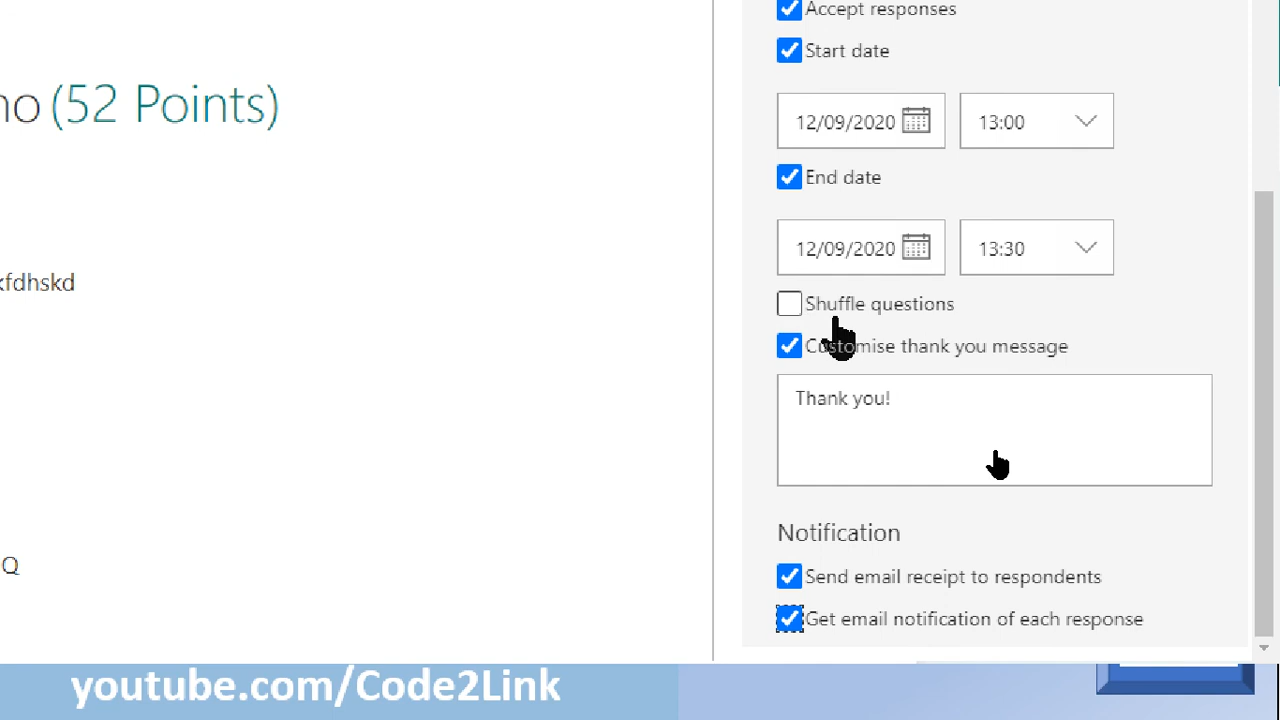 Accept responses
Start date
no (52 Points)
12/09/2020 13:00
End date
12/09/2020 13:30
kfdhskd
Shuffle questions
Customise thank you message
Thank you!
Notification
Q
Send email receipt to respondents
Get email notification of each response
youtube.com/Code2Link